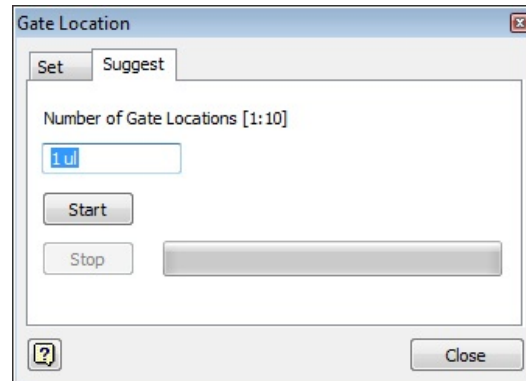 Gate Location
Set Suggest
Number of Gate Locations [1:10]
1 ul
Start
Stop
Close